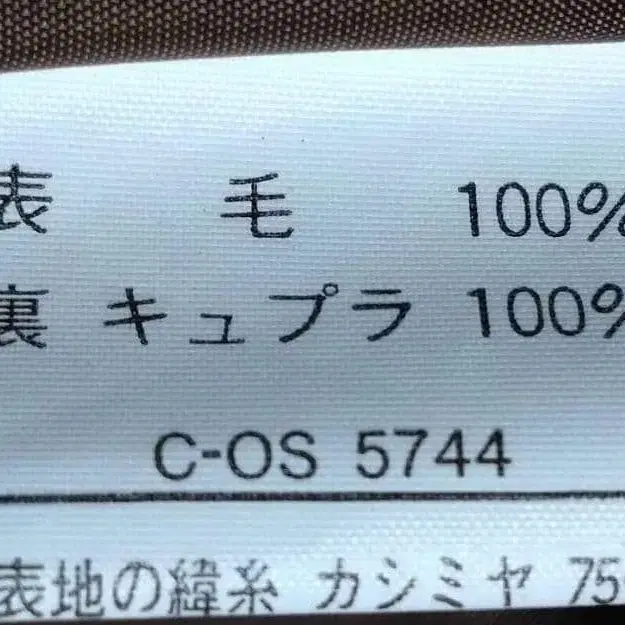 表 毛 100%
裏 キュプラ 100%
C-OS 5744
表地の緯糸 カシミヤ 75